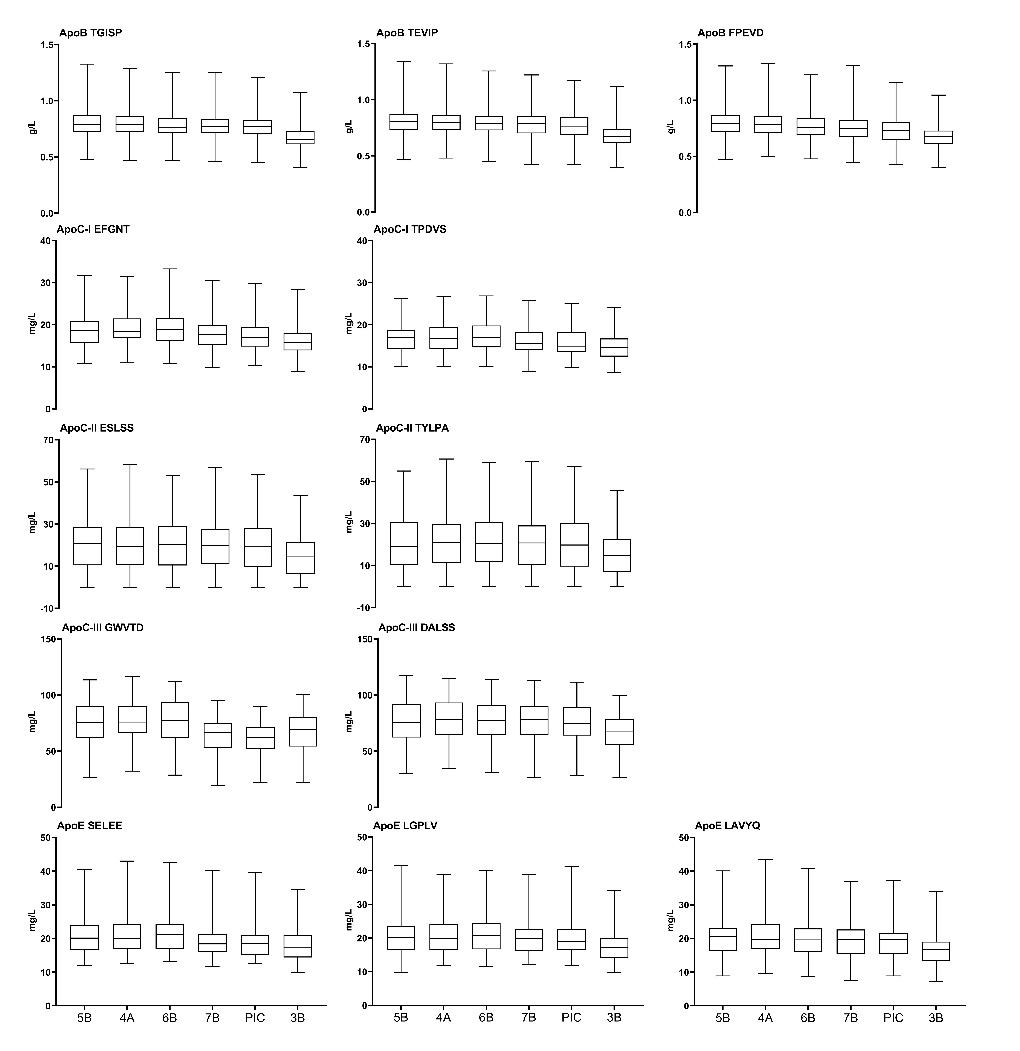 ApoB TGISP
1.5
1.0
0.5
0.0
g/L
ApoB TEVIP
1.5
1.0
0.5
0.0
g/L
ApoB FPEVD
1.5
1.0
0.5
0.0
g/L
ApoC-I EFGNT
40
30
20
10
0
mg/L
ApoC-I TPDVS
40
30
20
10
0
mg/L
ApoC-II ESLSS
70
50
30
10
-10
mg/L
ApoC-II TYLPA
70
50
30
10
-10
mg/L
ApoC-III GWVTD
150
100
50
0
mg/L
ApoC-III DALSS
150
100
50
0
mg/L
ApoE SELEE
50
40
30
20
10
0
mg/L
5B 4A 6B 7B PIC 3B
ApoE LGPLV
50
40
30
20
10
0
mg/L
5B 4A 6B 7B PIC 3B
ApoE LAVYQ
50
40
30
20
10
0
mg/L
5B 4A 6B 7B PIC 3B